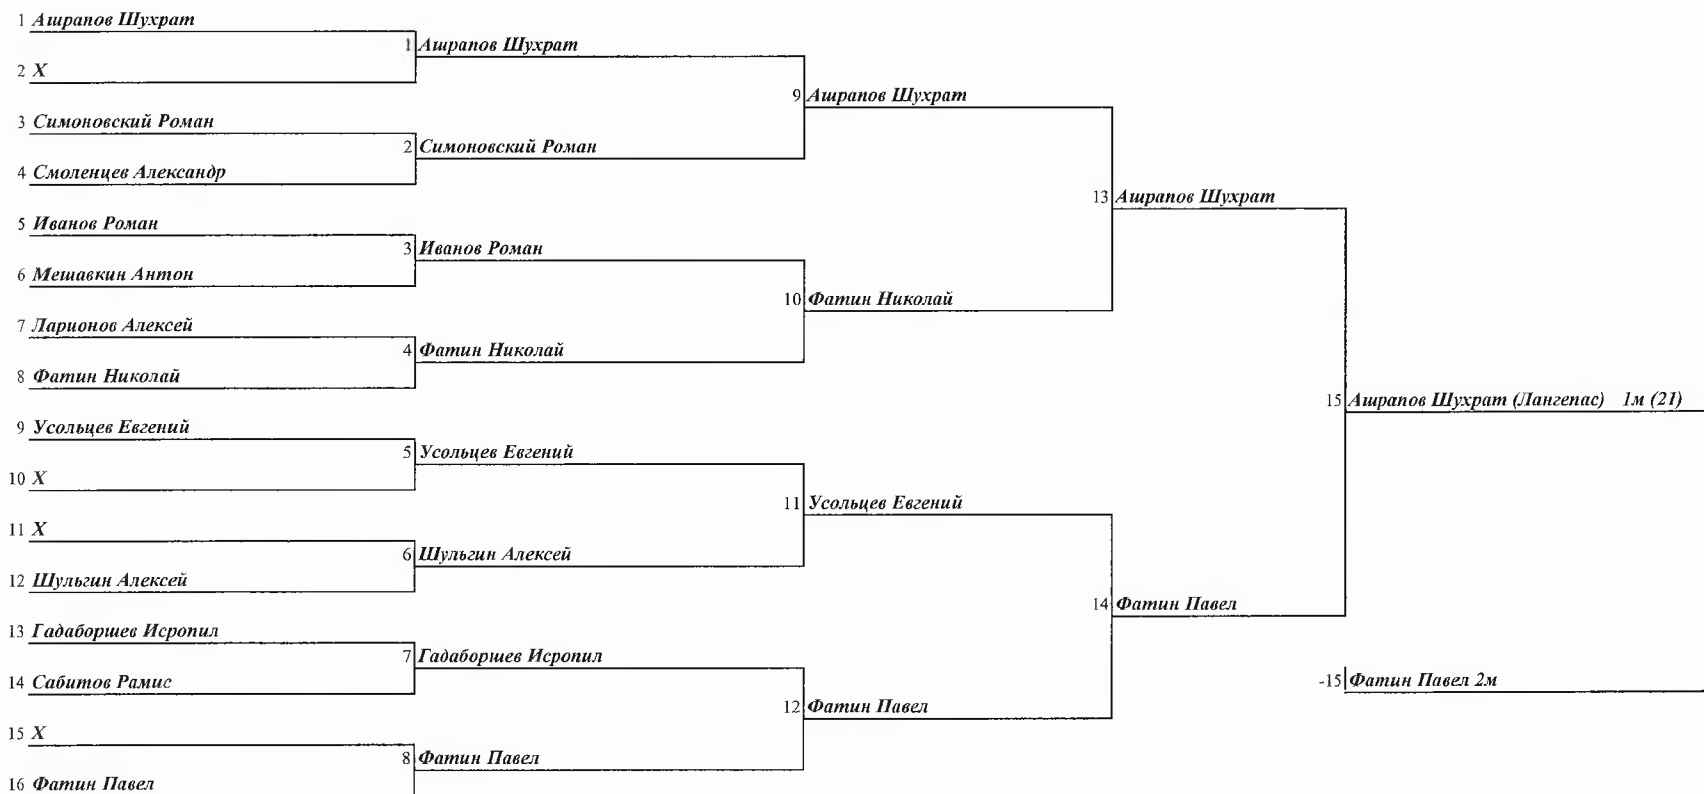 1 Ашрапов Шухрат
1 Ашрапов Шухрат
2 X
9 Ашрапов Шухрат
3 Симоновский Роман
2 Симоновский Роман
4 Смоленцев Александр
13 Ашрапов Шухрат
5 Иванов Роман
3 Иванов Роман
6 Мешавкин Антон
10 Фатин Николай
7 Ларионов Алексей
4 Фатин Николай
8 Фатин Николай
15 Ашрапов Шухрат (Лангепас) 1м (21)
9 Усольцев Евгений
5 Усольцев Евгений
10 X
11 Усольцев Евгений
11 X
6 Шульгин Алексей
12 Шульгин Алексей
14 Фатин Павел
13 Гадаборшев Исропил
7 Гадаборшев Исропил
14 Сабитов Рамис
-15 Фатин Павел 2м
12 Фатин Павел
15 X
8 Фатин Павел
16 Фатин Павел